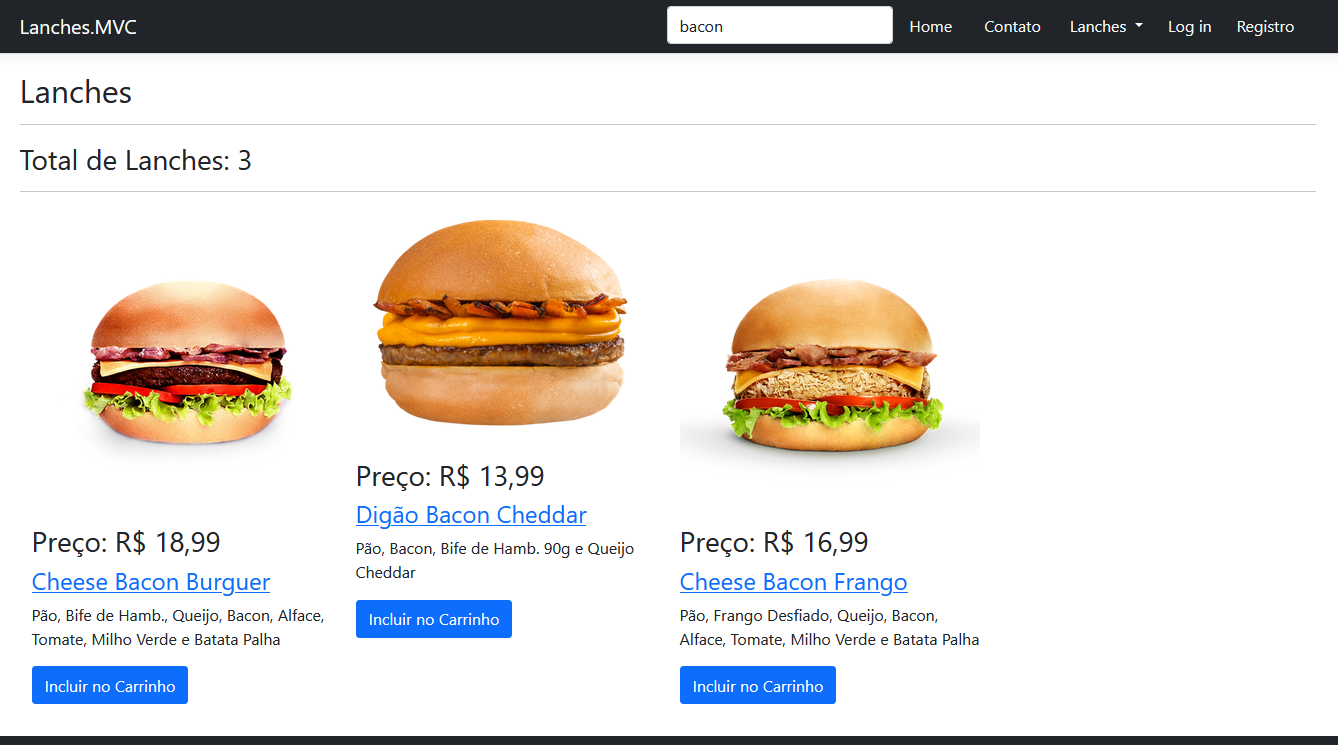 Lanches.MVC
bacon
Home
Contato
Lanches
Log in
Registro
Lanches
Total de Lanches: 3
Preço: R$ 18,99
Cheese Bacon Burguer
Pão, Bife de Hamb., Queijo, Bacon, Alface,
Tomate, Milho Verde e Batata Palha
Incluir no Carrinho
Preço: R$ 13,99
Digão Bacon Cheddar
Pão, Bacon, Bife de Hamb. 90g e Queijo
Cheddar
Incluir no Carrinho
Preço: R$ 16,99
Cheese Bacon Frango
Pão, Frango Desfiado, Queijo, Bacon,
Alface, Tomate, Milho Verde e Batata Palha
Incluir no Carrinho